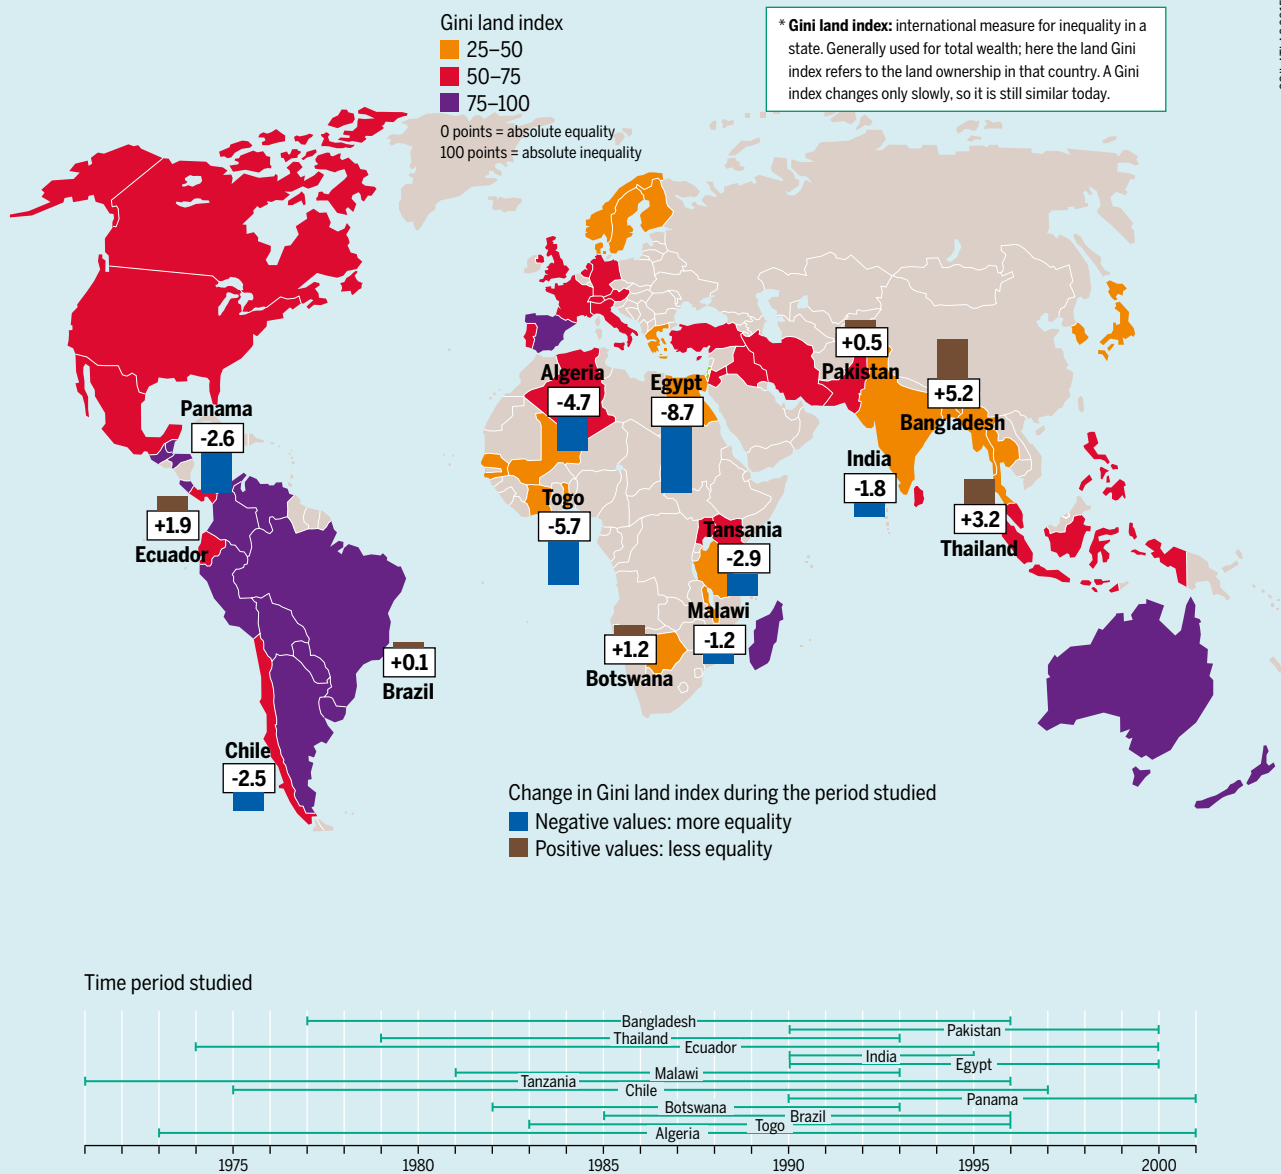 Gini land index
25–50
50–75
75–100
0 points = absolute equality
100 points = absolute inequality
* Gini land index: international measure for inequality in a
state. Generally used for total wealth; here the land Gini
index refers to the land ownership in that country. A Gini
index changes only slowly, so it is still similar today.
+0.5
Pakistan
Algeria
-4.7
Egypt
-8.7
+5.2
Bangladesh
Panama
-2.6
India
-1.8
+1.9
Ecuador
Togo
-5.7
+3.2
Thailand
Tansania
-2.9
Malawi
-1.2
+1.2
Botswana
+0.1
Brazil
Chile
-2.5
Change in Gini land index during the period studied
Negative values: more equality
Positive values: less equality
Time period studied
Bangladesh
Pakistan
Thailand
Ecuador
India
Egypt
Malawi
Tanzania
Chile
Panama
Botswana
Brazil
Togo
Algeria
1975 1980 1985 1990 1995 2000